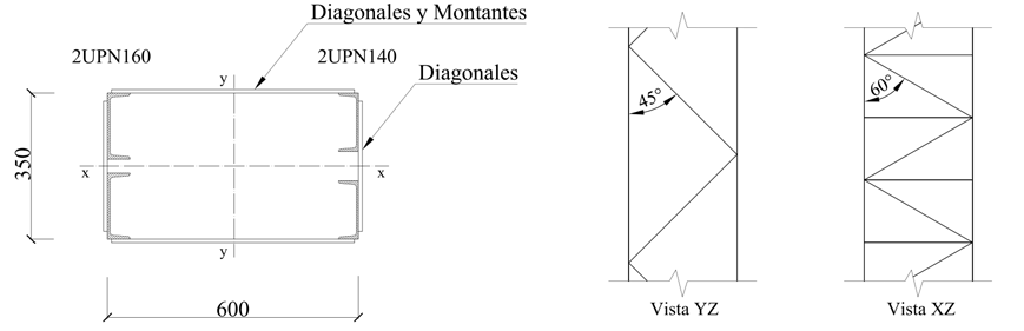 Diagonales y Montantes
2UPN160
2UPN140
Diagonales
y
x
x
y
350
600
45°
60°
Vista YZ
Vista XZ